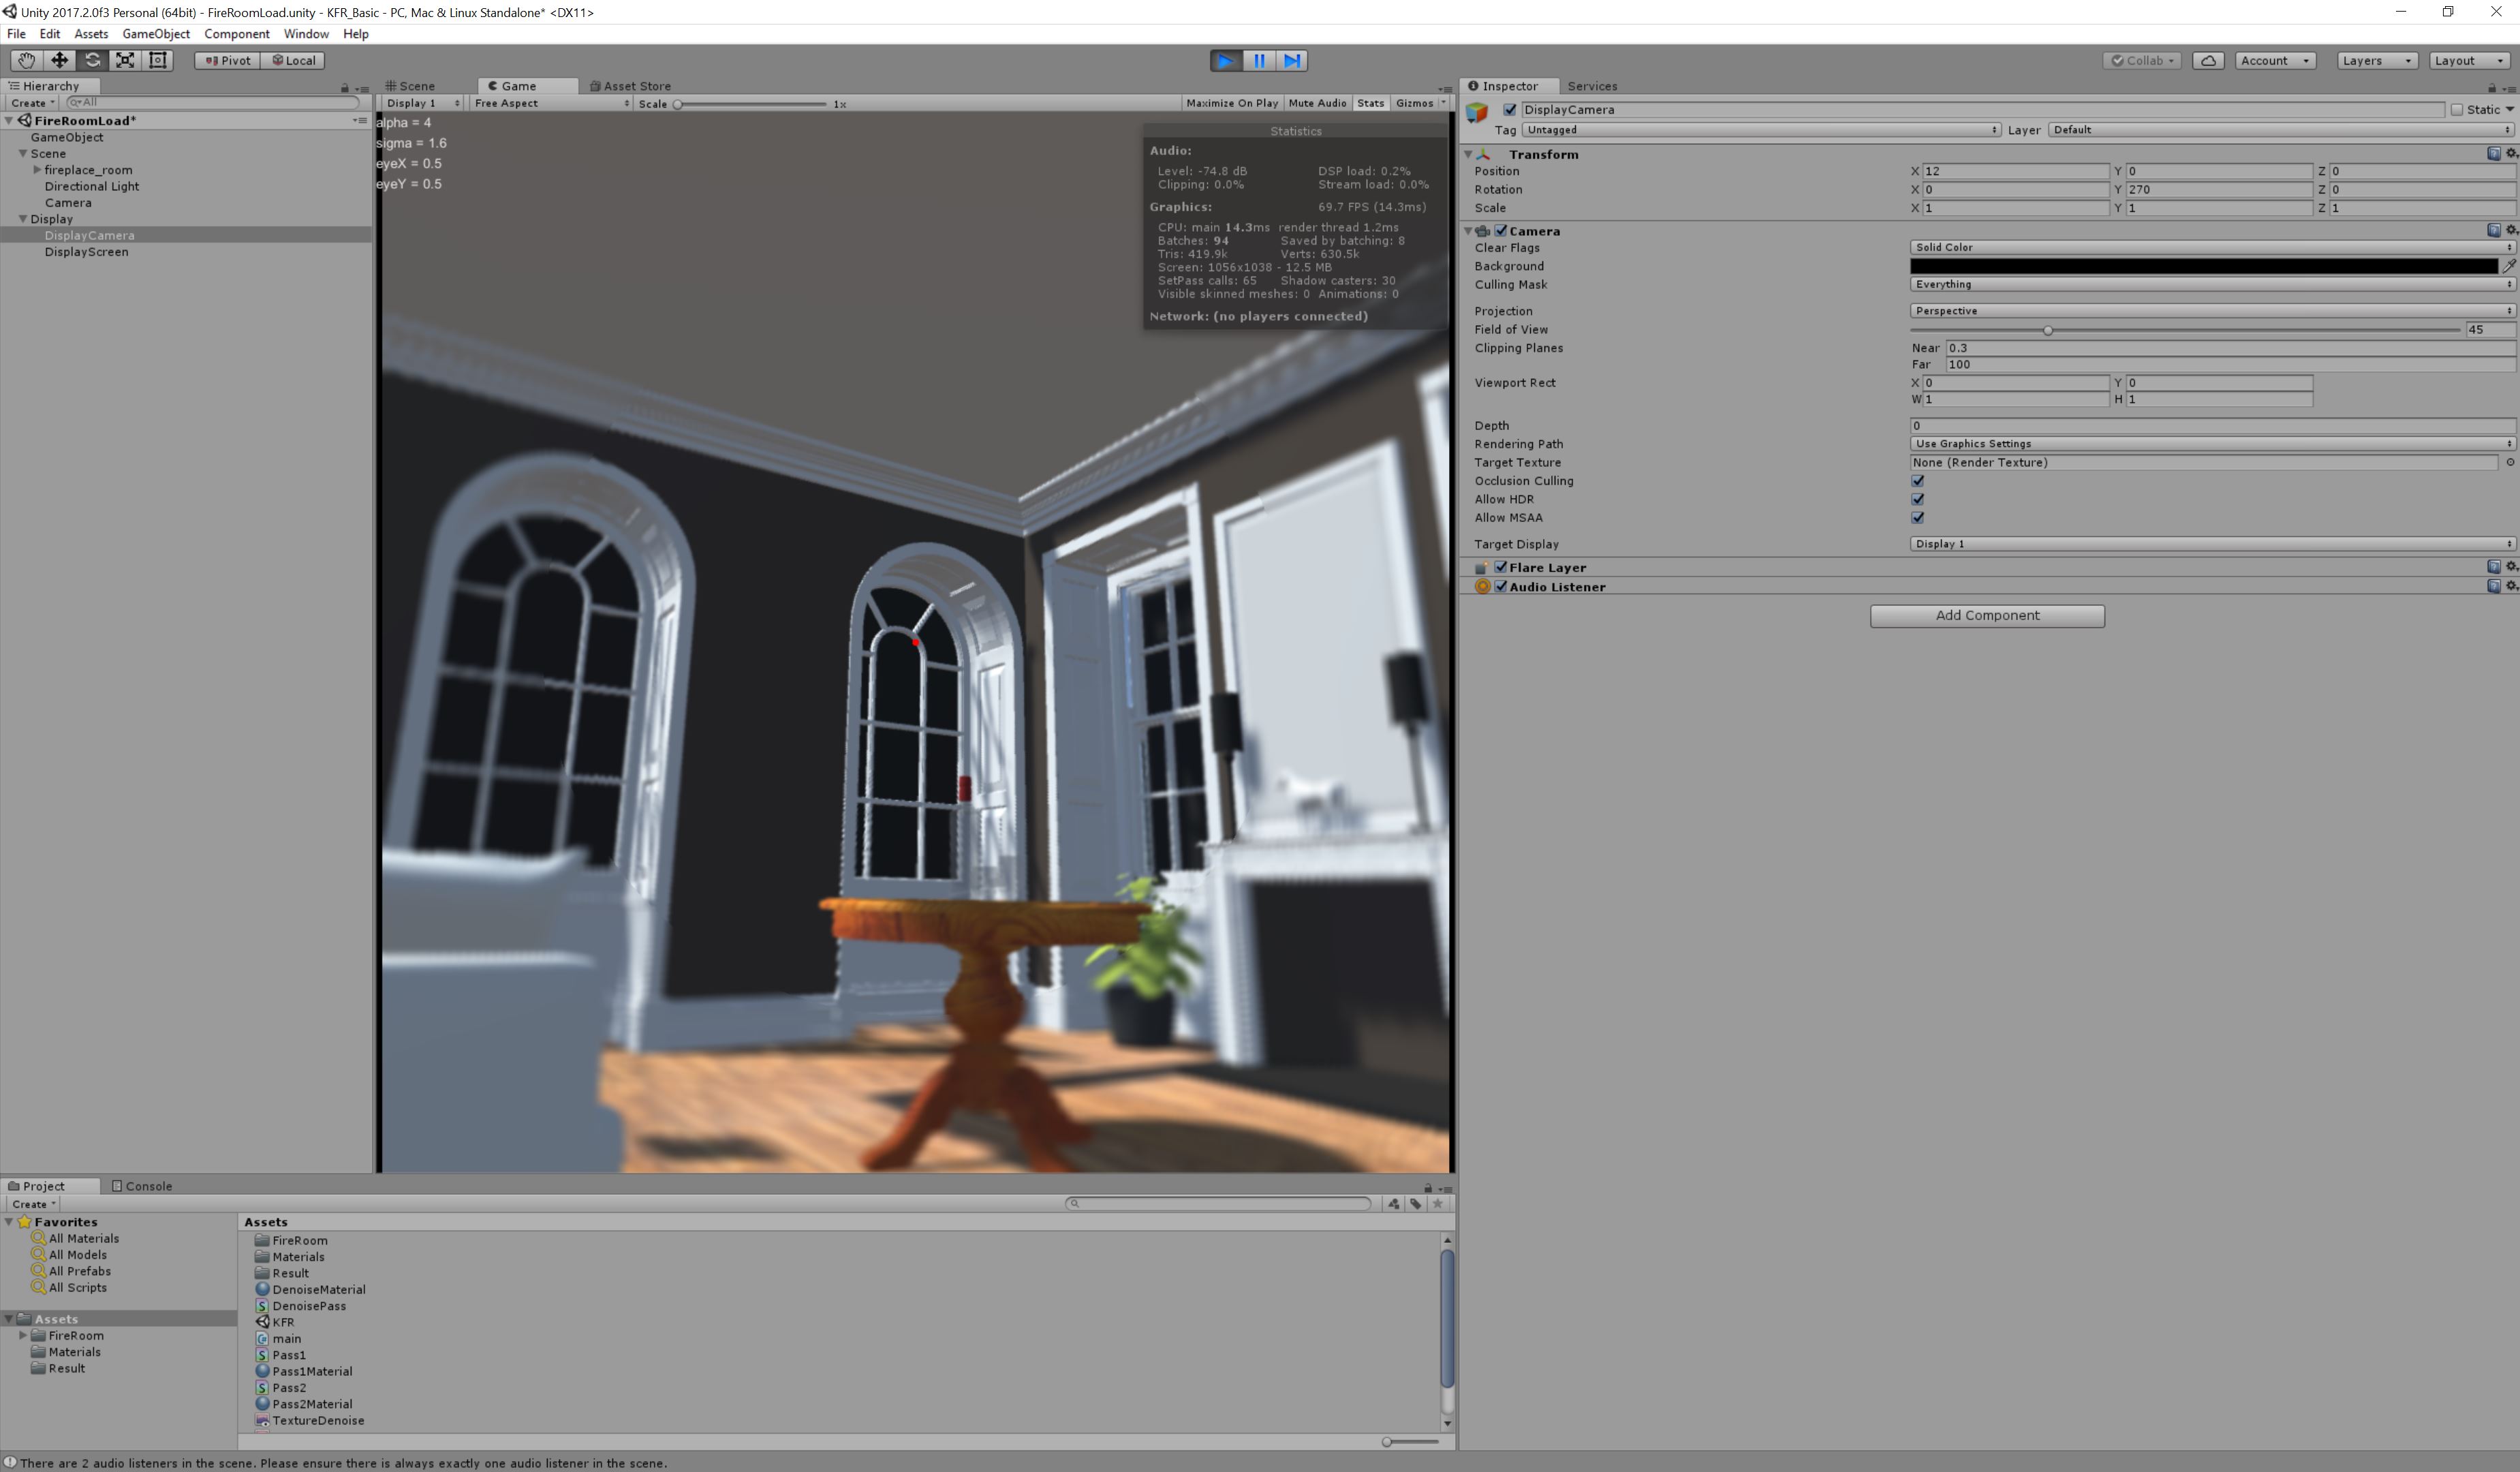 Unity 2017.2.0f3 Personal (64bit) - FireRoomLoad.unity - KFR_Basic - PC, Mac & Linux Standalone* <DX11>
File Edit Assets GameObject Component Window Help
Pivot Local Collab Account Layers Layout
Hierarchy
Create All
FireRoomLoad*
GameObject
Scene
fireplace_room
Directional Light
Camera
Display
DisplayCamera
DisplayScreen
Scene Game Asset Store
Display 1 Free Aspect Scale 1x Maximize On Play Mute Audio Stats Gizmos
alpha = 4
sigma = 1.6
eyeX = 0.5
eyeY = 0.5
Statistics
Audio:
Level: -74.8 dB DSP load: 0.2%
Clipping: 0.0% Stream load: 0.0%
Graphics: 69.7 FPS (14.3ms)
CPU: main 14.3ms render thread 1.2ms
Batches: 94 Saved by batching: 8
Tris: 419.9k Verts: 630.5k
Screen: 1056x1038 - 12.5 MB
SetPass calls: 65 Shadow casters: 30
Visible skinned meshes: 0 Animations: 0
Network: (no players connected)
Inspector Services
DisplayCamera Static
Tag Untagged Layer Default
Transform
Position X 12 Y 0 Z 0
Rotation X 0 Y 270 Z 0
Scale X 1 Y 1 Z 1
Camera
Clear Flags Solid Color
Background
Culling Mask Everything
Projection Perspective
Field of View 45
Clipping Planes Near 0.3
Far 100
Viewport Rect X 0 Y 0
W 1 H 1
Depth 0
Rendering Path Use Graphics Settings
Target Texture None (Render Texture)
Occlusion Culling
Allow HDR
Allow MSAA
Target Display Display 1
Flare Layer
Audio Listener
Add Component
Project Console
Create
Favorites
All Materials
All Models
All Prefabs
All Scripts
Assets
FireRoom
Materials
Result
Assets
FireRoom
Materials
Result
DenoiseMaterial
DenoisePass
KFR
main
Pass1
Pass1Material
Pass2
Pass2Material
TextureDenoise
There are 2 audio listeners in the scene. Please ensure there is always exactly one audio listener in the scene.